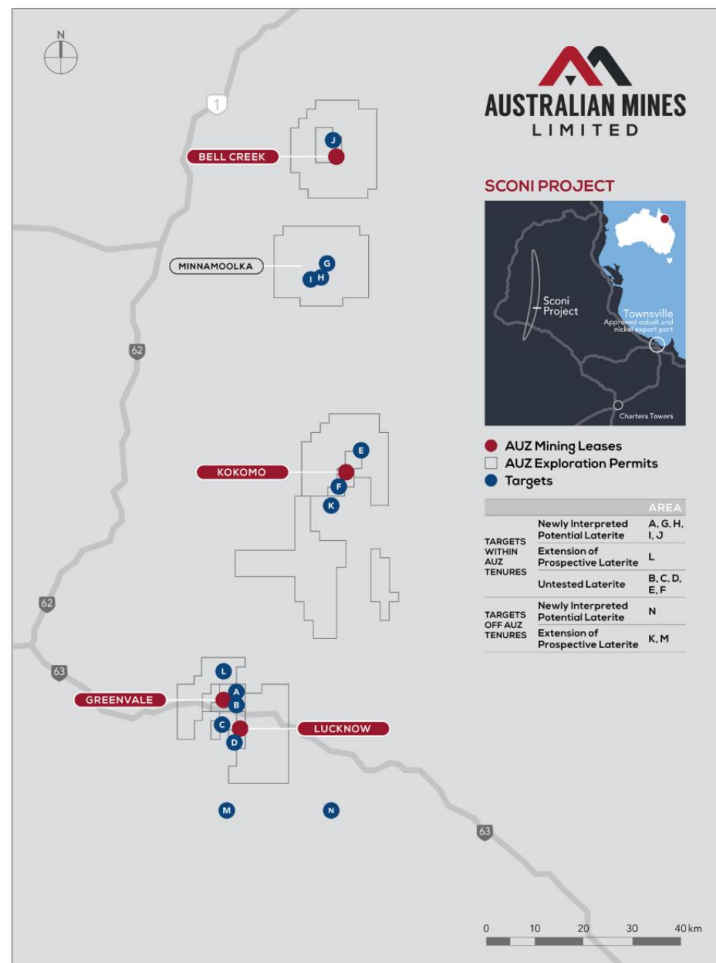 N
1
AUSTRALIAN MINES
LIMITED
J
BELL CREEK
SCONI PROJECT
MINNAMOOLKA
G
H
I
Sconi
Project
Townsville
Approved cobalt and
nickel export port
Charters Towers
62
AUZ Mining Leases
AUZ Exploration Permits
Targets
E
KOKOMO
F
K
AREA
TARGETS
WITHIN
AUZ
TENURES
Newly Interpreted
Potential Laterite
A, G, H,
I, J
Extension of
Prospective Laterite
L
Untested Laterite
B, C, D,
E, F
TARGETS
OFF AUZ
TENURES
Newly Interpreted
Potential Laterite
N
Extension of
Prospective Laterite
K, M
62
63
L
A
GREENVALE
B
C
LUCKNOW
D
M
N
63
0 10 20 30 40 km